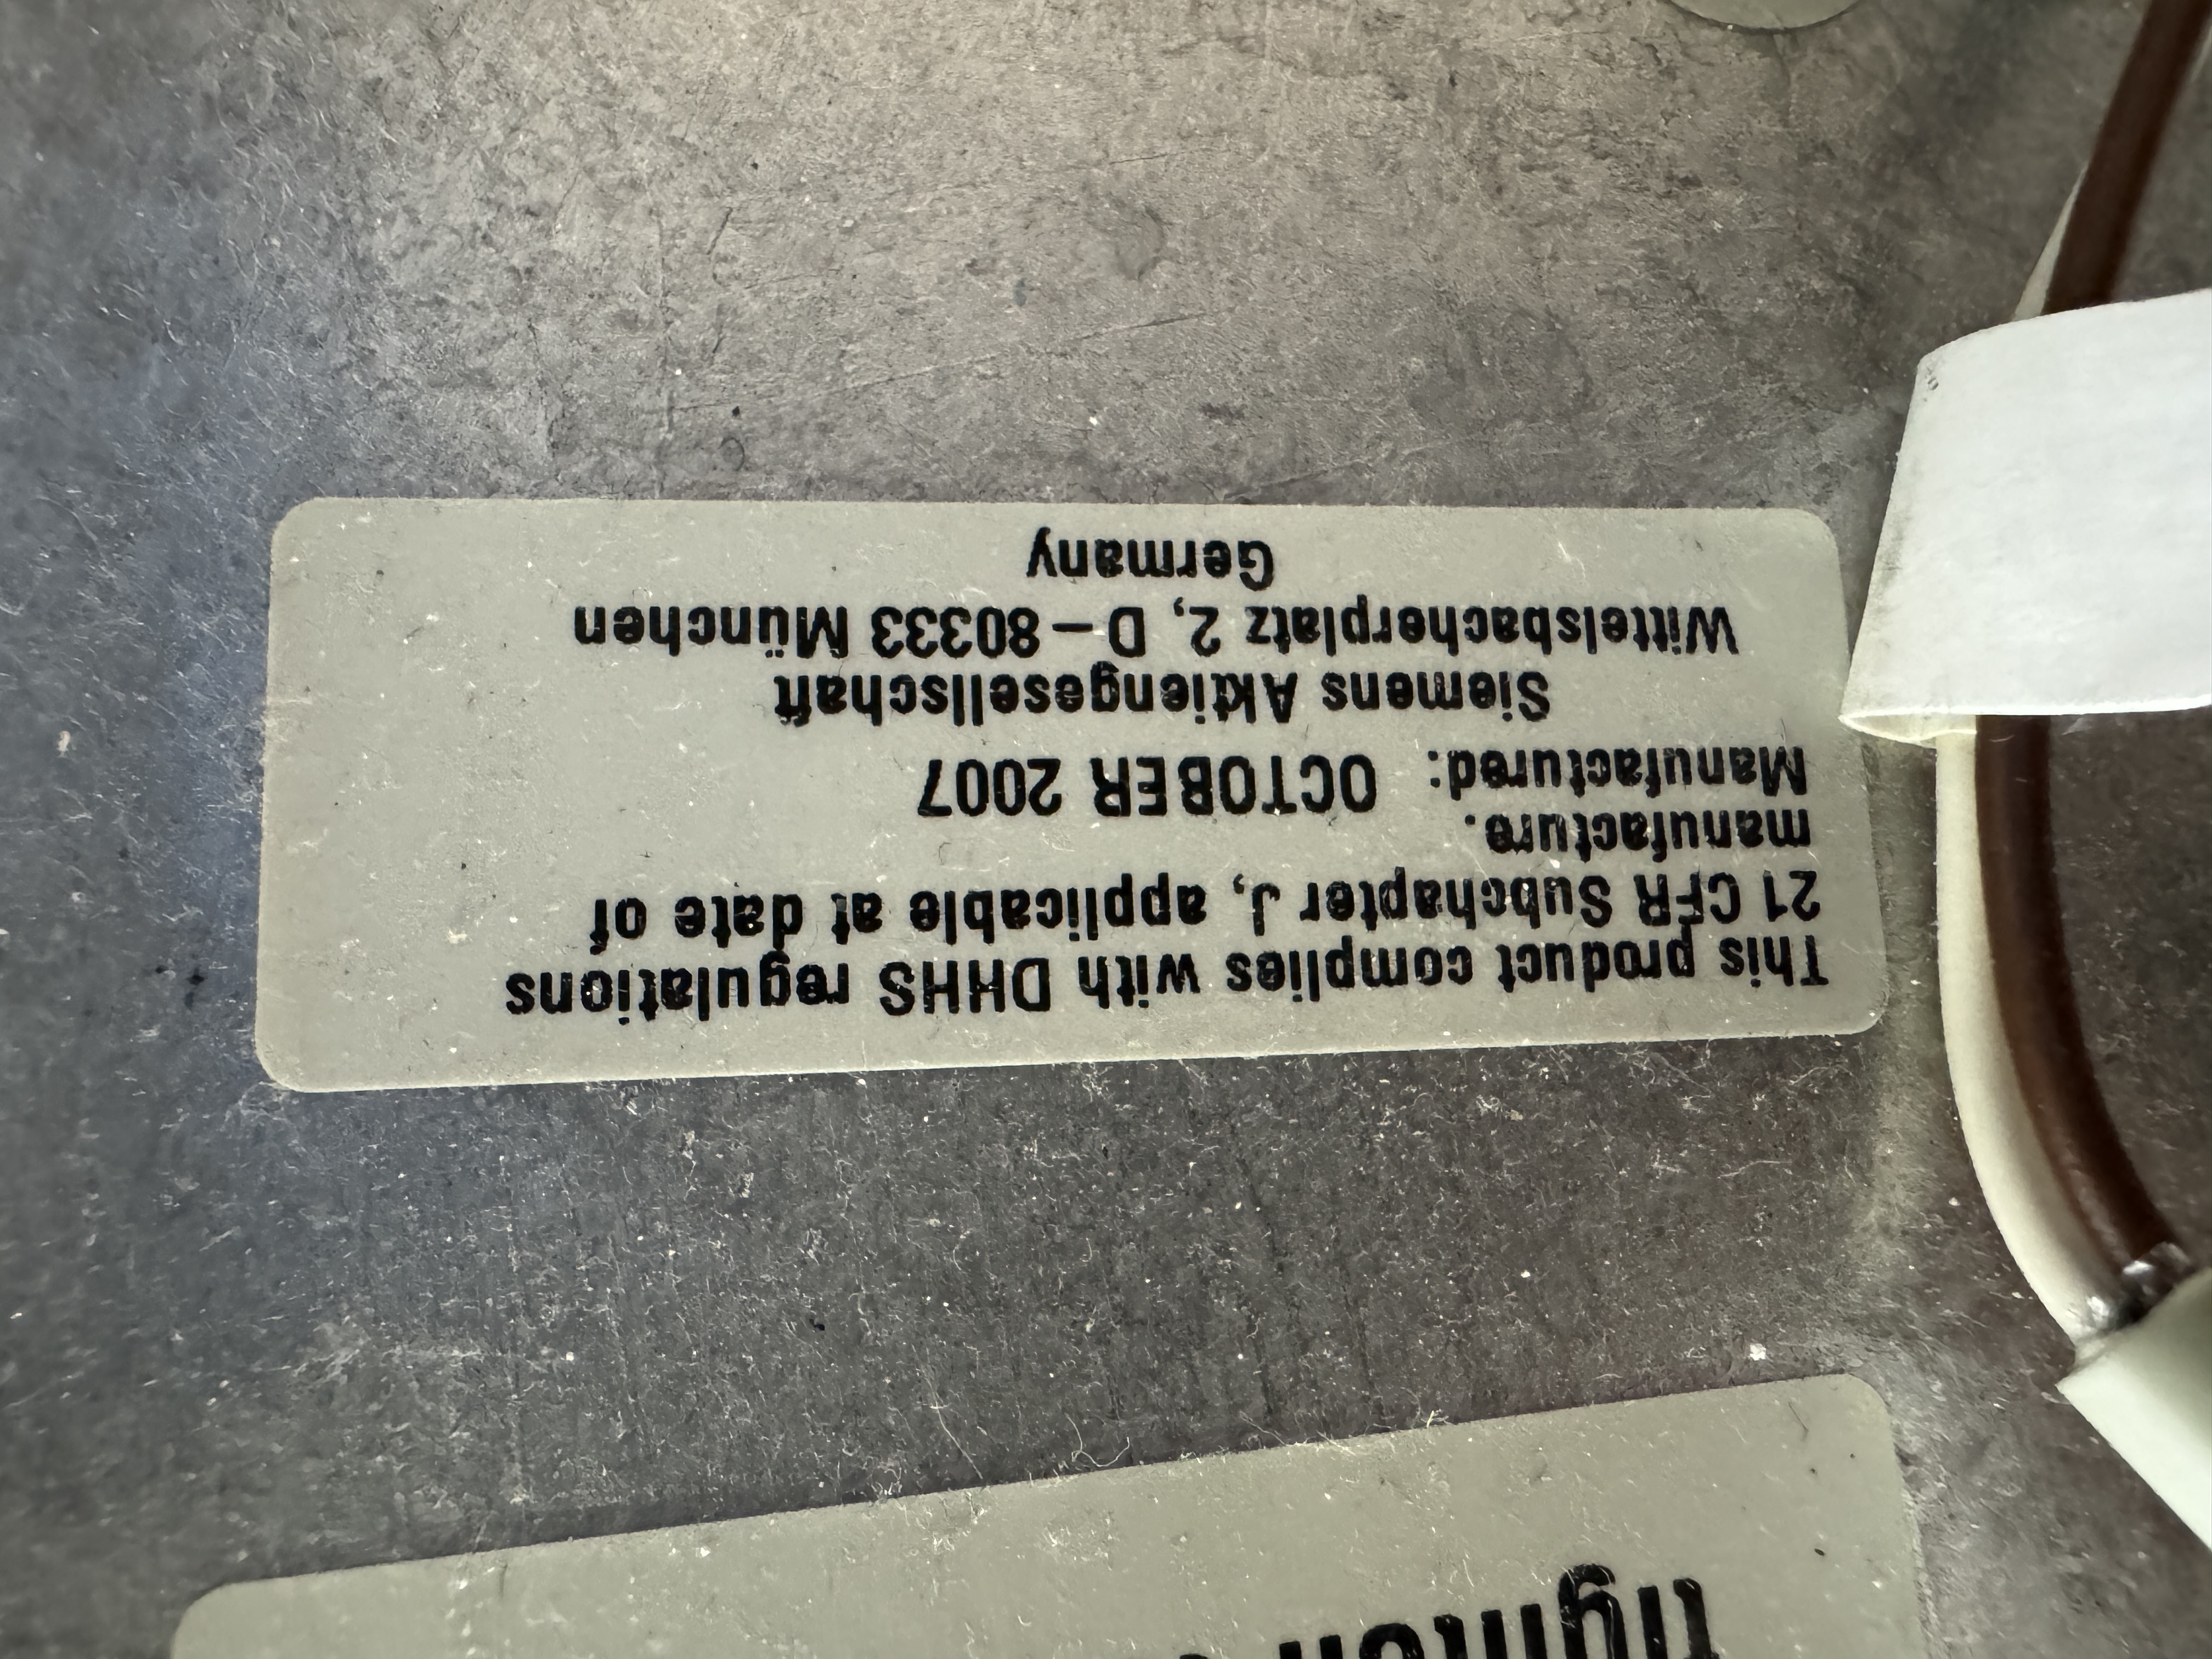 This product complies with DHHS regulations
21 CFR Subchapter J, applicable at date of
manufacture.
Manufactured: OCTOBER 2007
Siemens Aktiengesellschaft
Wittelsbacherplatz 2, D–80333 München
Germany